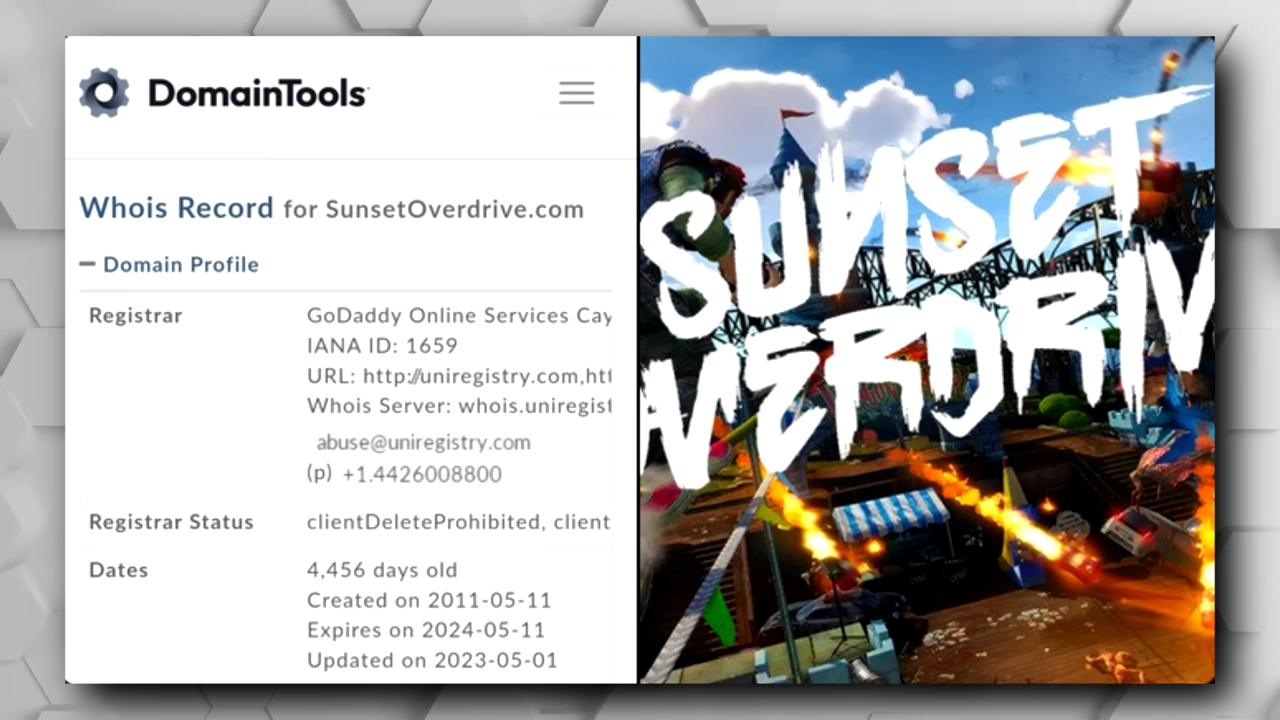 DomainTools
Whois Record for SunsetOverdrive.com
Domain Profile
Registrar
GoDaddy Online Services Cay
IANA ID: 1659
URL: http://uniregistry.com,htt
Whois Server: whois.uniregist
abuse@uniregistry.com
(p) +1.4426008800
Registrar Status
clientDeleteProhibited, client
Dates
4,456 days old
Created on 2011-05-11
Expires on 2024-05-11
Updated on 2023-05-01
SUNSET
VERDRIV